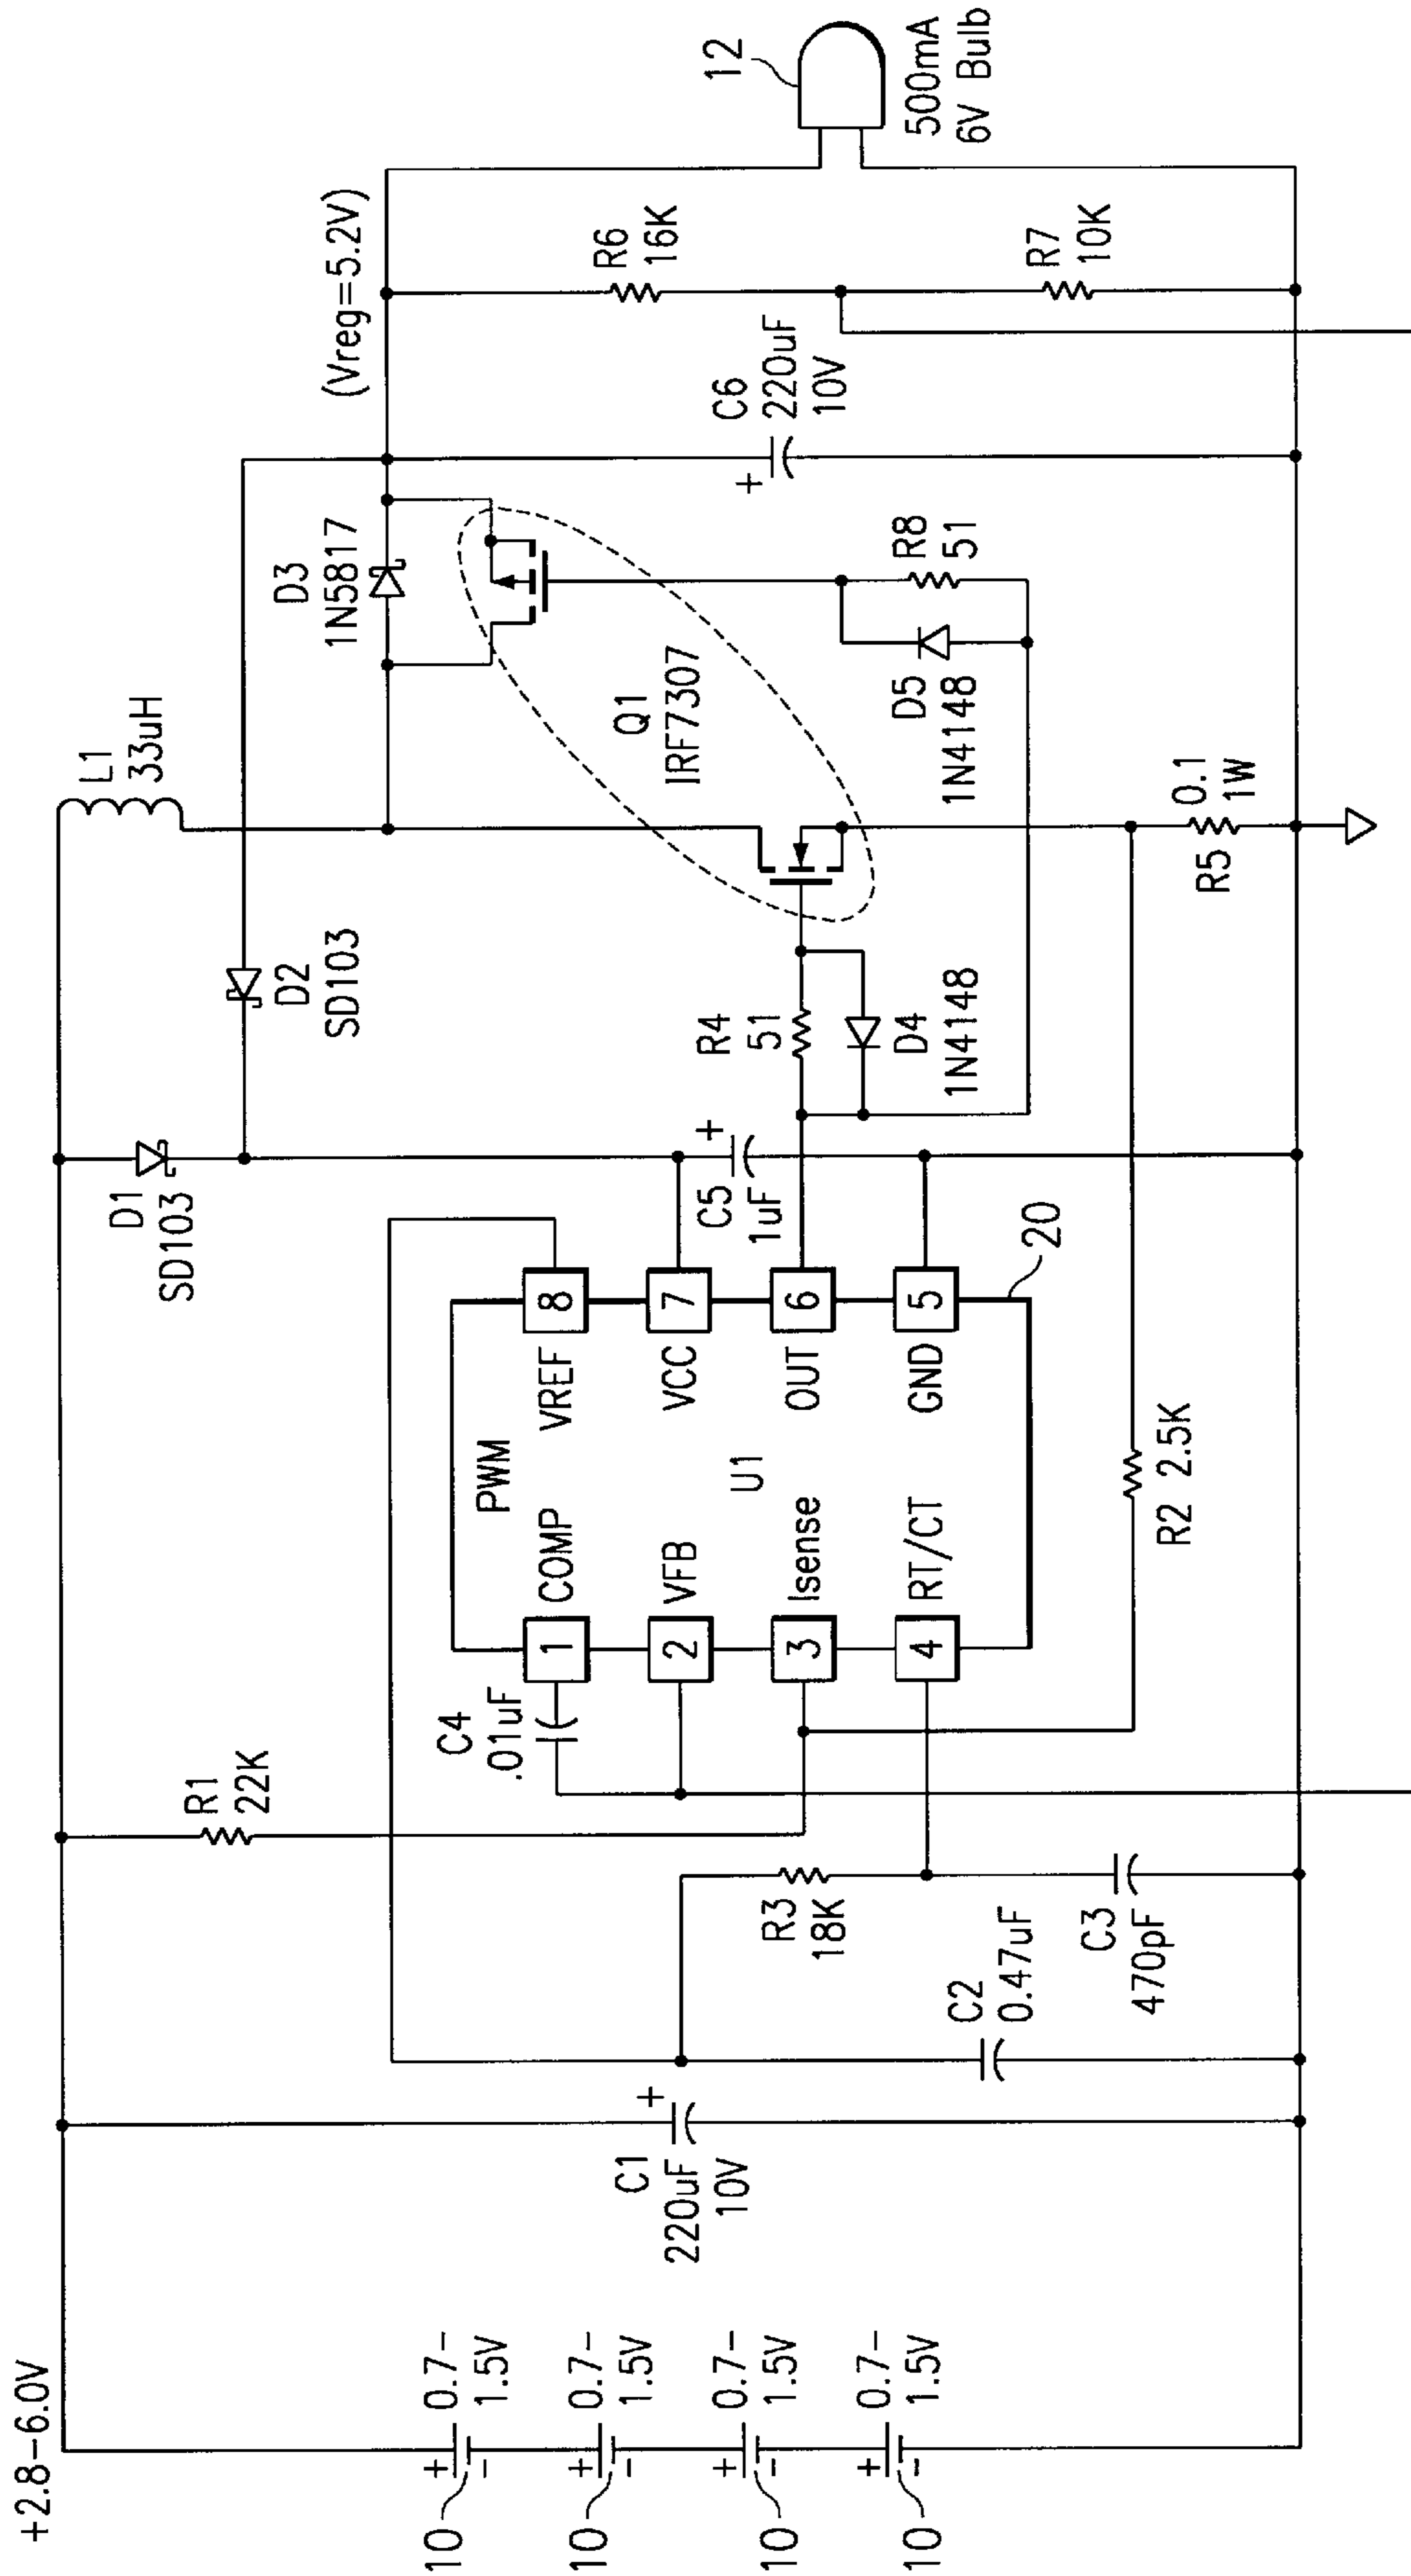 +2.8–6.0V
10
+
-
0.7-
1.5V
10
+
-
0.7-
1.5V
10
+
-
0.7-
1.5V
10
+
-
0.7-
1.5V
C1
220uF
10V
+
C2
0.47uF
R3
18K
C3
470pF
R1
22K
C4
.01uF
1
COMP
2
VFB
3
Isense
4
RT/CT
PWM
U1
8
VREF
7
VCC
6
OUT
5
GND
20
R2 2.5K
D1
SD103
C5
1uF
+
D2
SD103
R4
51
D4
1N4148
L1
33uH
Q1
IRF7307
R5
0.1
1W
D3
1N5817
D5
1N4148
R8
51
(Vreg=5.2V)
C6
220uF
10V
+
R6
16K
R7
10K
12
500mA
6V Bulb